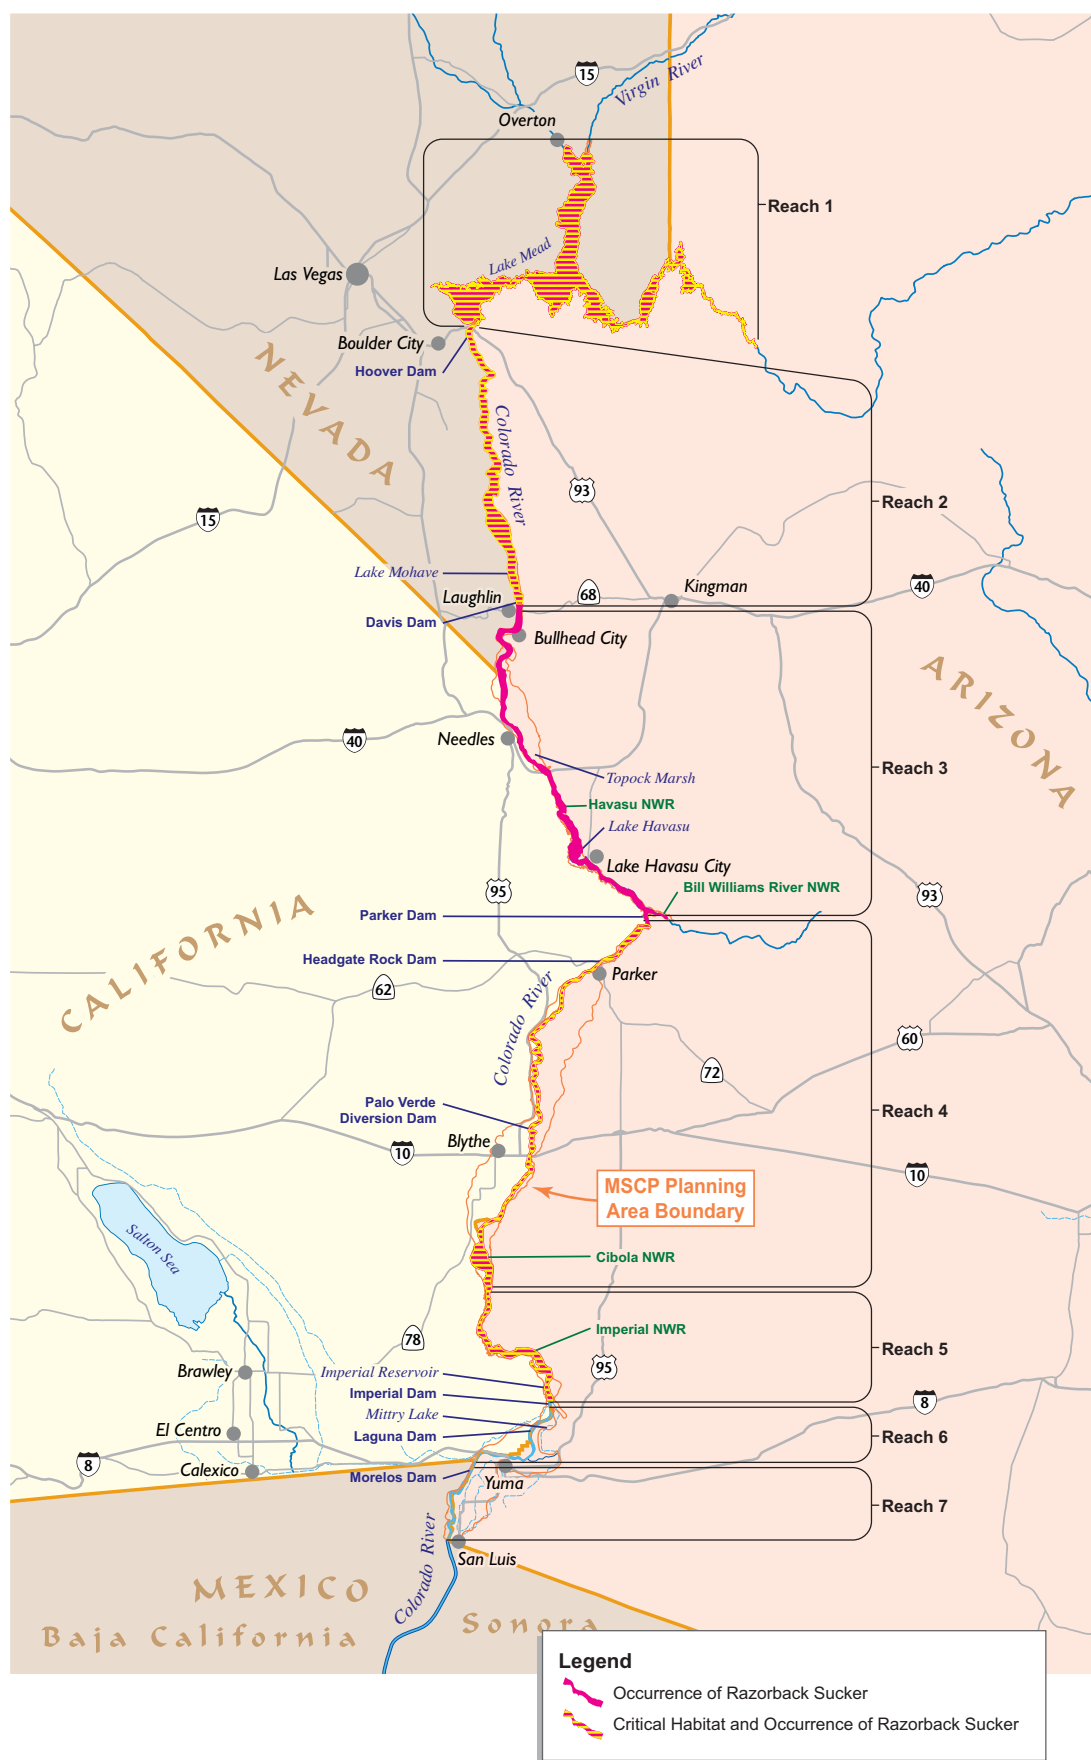 15
Virgin River
Overton
Reach 1
Lake Mead
Las Vegas
Boulder City
Hoover Dam
NEVADA
Colorado River
93
Reach 2
15
Lake Mohave
Laughlin
68
Kingman
40
Davis Dam
Bullhead City
ARIZONA
40
Needles
Reach 3
Topock Marsh
Havasu NWR
Lake Havasu
Lake Havasu City
95
Bill Williams River NWR
93
CALIFORNIA
Parker Dam
Headgate Rock Dam
Parker
62
Colorado River
60
72
Palo Verde
Diversion Dam
Reach 4
Blythe
10
10
MSCP Planning
Area Boundary
Salton Sea
Cibola NWR
Imperial NWR
78
Reach 5
95
Brawley
Imperial Reservoir
Imperial Dam
8
Mittry Lake
El Centro
Laguna Dam
Reach 6
8
Calexico
Morelos Dam
Yuma
Reach 7
Colorado River
San Luis
MEXICO
Baja California
Sonora
Legend
Occurrence of Razorback Sucker
Critical Habitat and Occurrence of Razorback Sucker